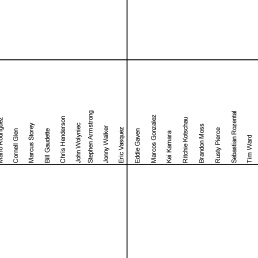 Mario Rodriguez
Cornell Glen
Marcus Storey
Bill Gaudette
Chris Henderson
John Wolyniec
Stephen Armstrong
Jonny Walker
Eric Vasquez
Eddie Gaven
Marcos Gonzalez
Kei Kamara
Ritchie Kotschau
Brandon Moss
Rusty Pierce
Sebastian Rozental
Tim Ward